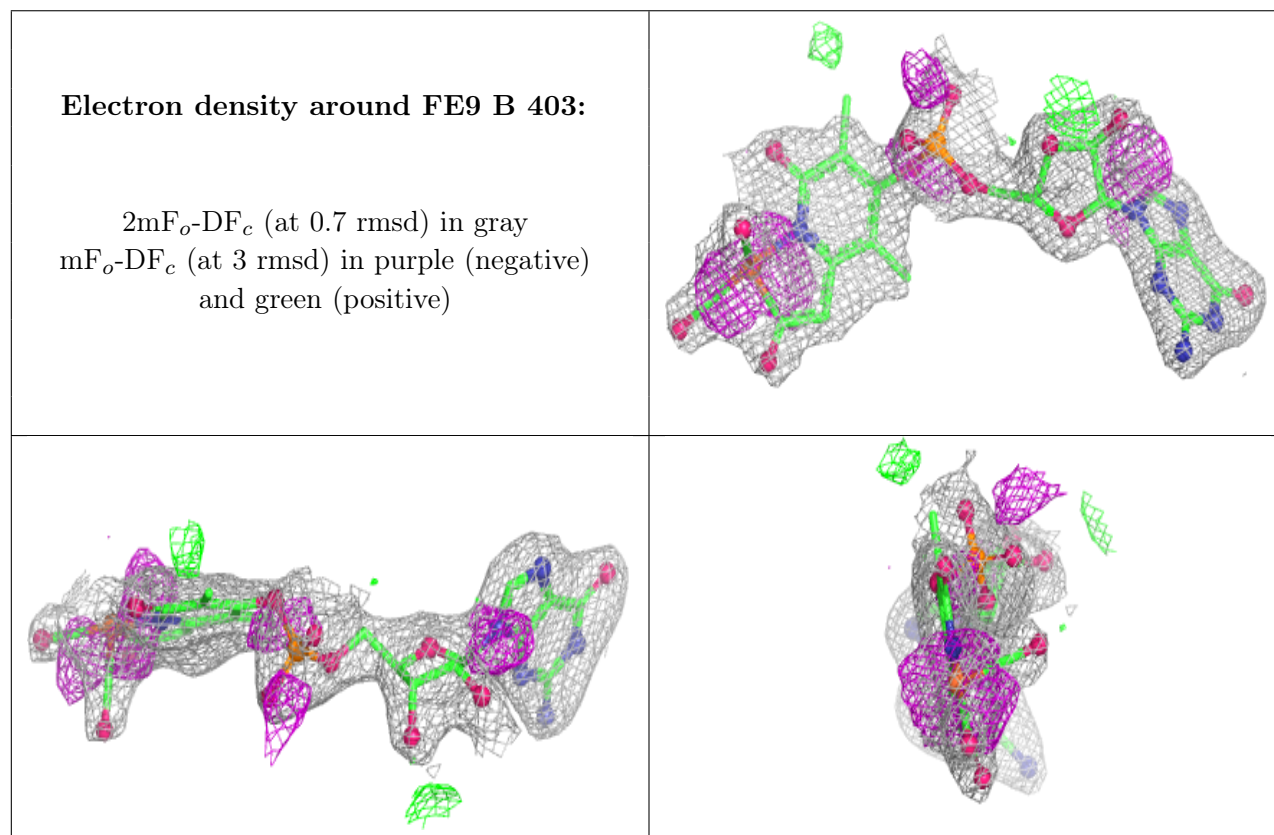 Electron density around FE9 B 403:
2mFo-DFc (at 0.7 rmsd) in gray
mFo-DFc (at 3 rmsd) in purple (negative)
and green (positive)